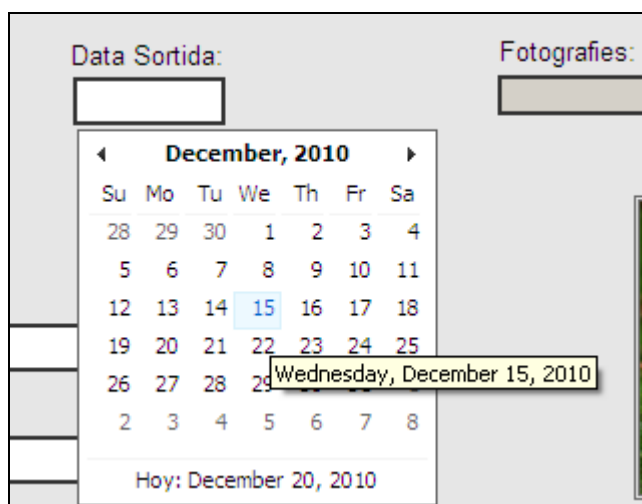 Data Sortida:
Fotografies:
December, 2010
Su Mo Tu We Th Fr Sa
28 29 30 1 2 3 4
5 6 7 8 9 10 11
12 13 14 15 16 17 18
19 20 21 22 23 24 25
Wednesday, December 15, 2010
26 27 28 29
2 3 4 5 6 7 8
Hoy: December 20, 2010